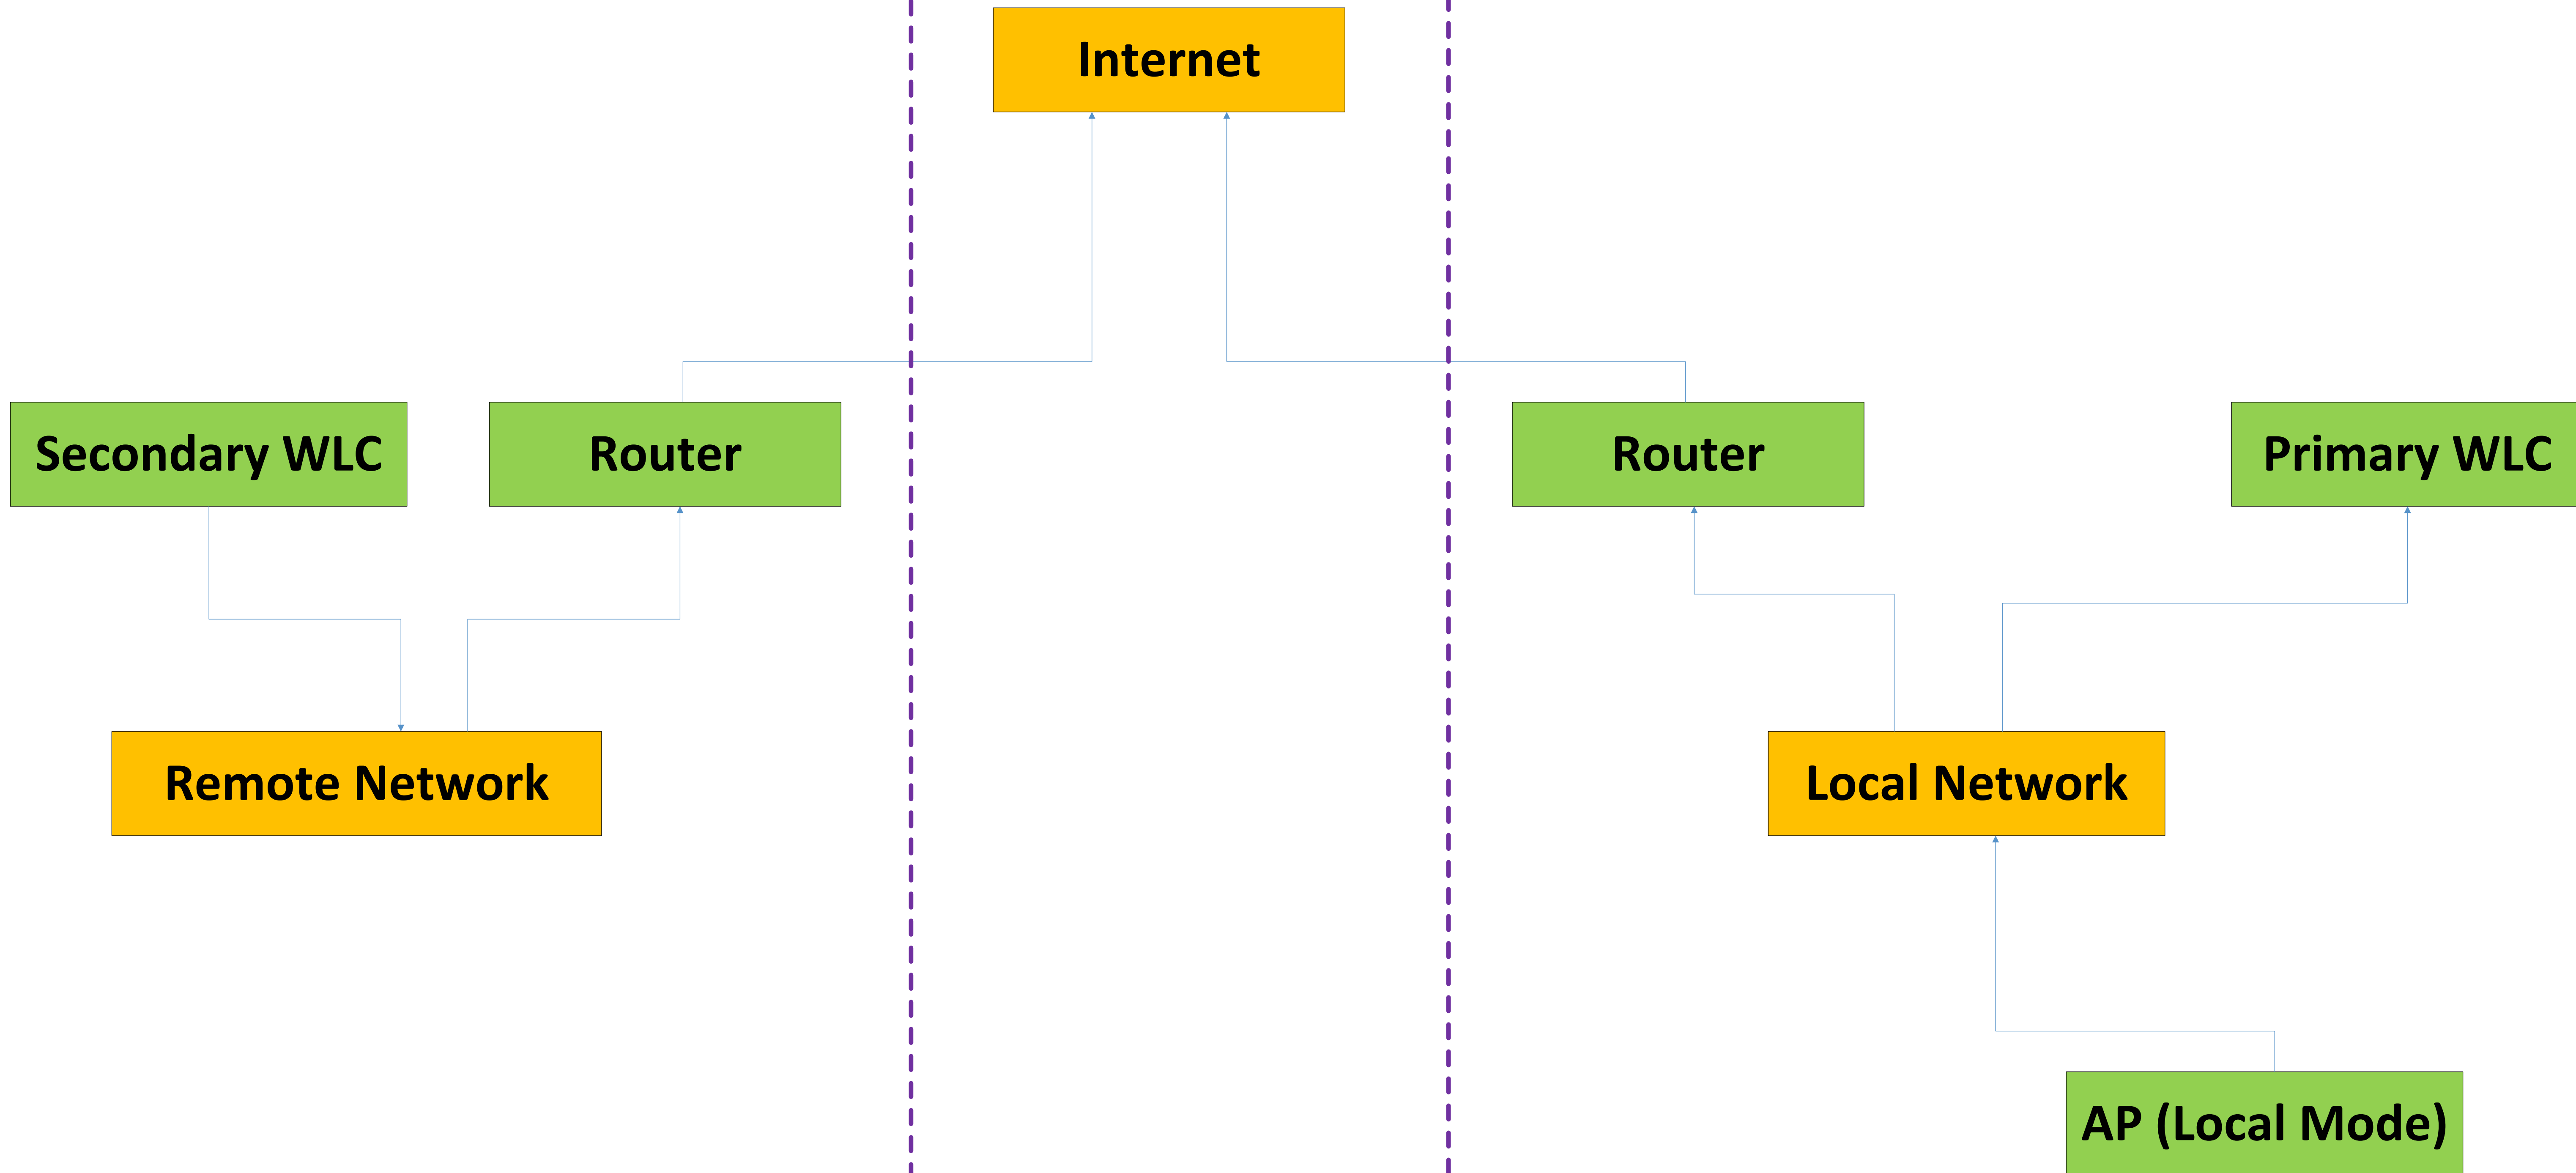 Internet
Secondary WLC
Router
Router
Primary WLC
Remote Network
Local Network
AP (Local Mode)